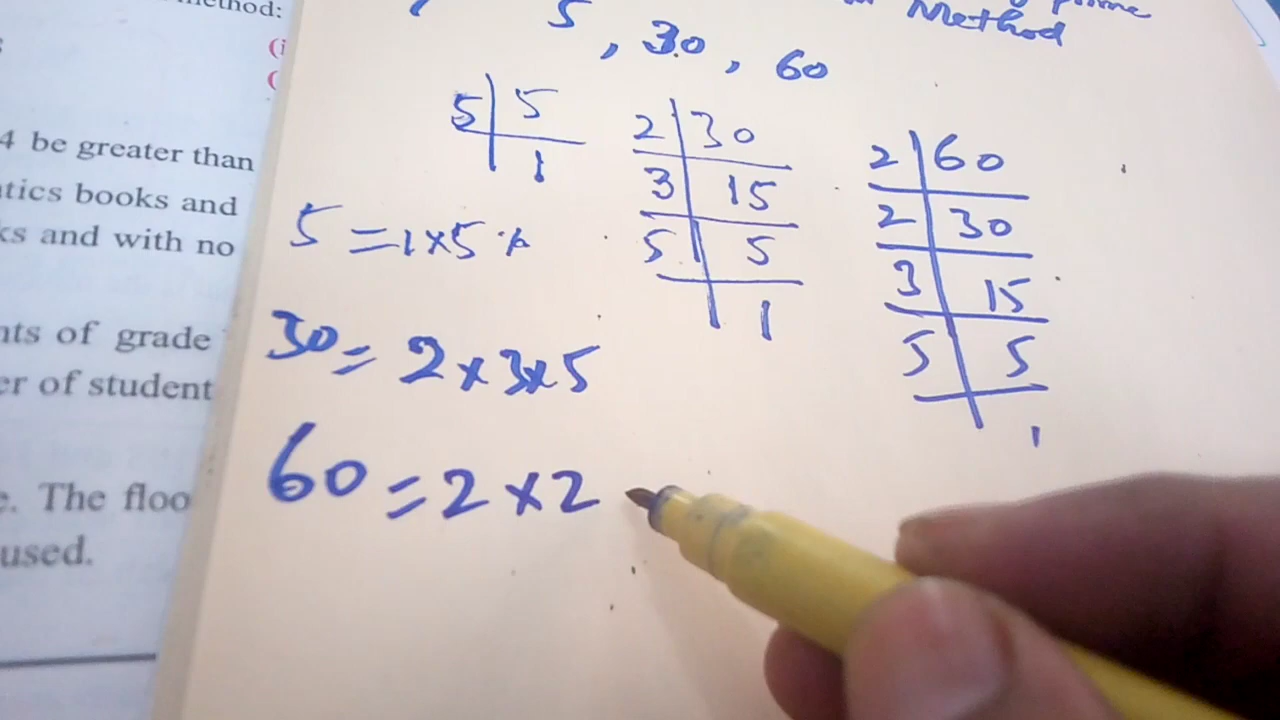 ethod:
(i
(
4 be greater than
atics books and
ks and with no
nts of grade
er of student
e. The floo
used.
prime
Method
5, 30, 60
5 | 5
1
2 | 30
3 | 15
5 | 5
1
2 | 60
2 | 30
3 | 15
5 | 5
1
5 = 1 × 5
30 = 2 × 3 × 5
60 = 2 × 2